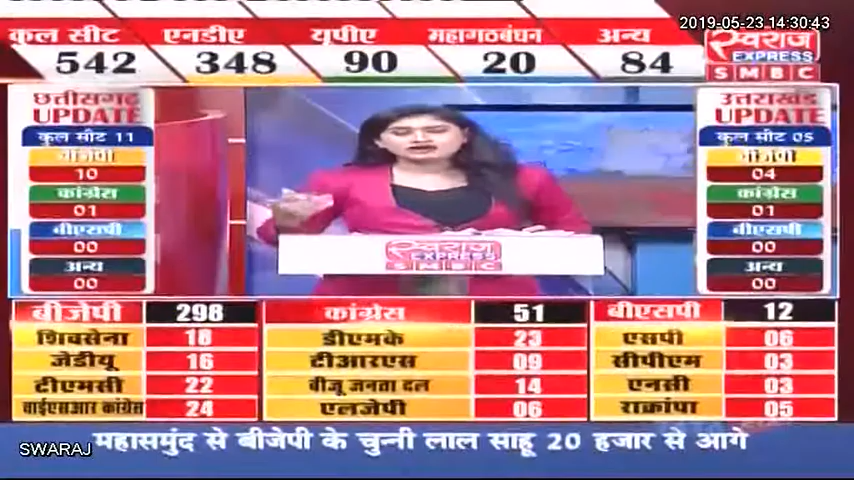 2019-05-23 14:30:43
कुल सीट एनडीए यूपीए महागठबंधन अन्य
542 348 90 20 84
स्वराज
EXPRESS
SMBC
छत्तीसगढ़
UPDATE
कुल सीट 11
बीजेपी
10
कांग्रेस
01
बीएसपी
00
अन्य
00
उत्तराखंड
UPDATE
कुल सीट 05
बीजेपी
04
कांग्रेस
01
बीएसपी
00
अन्य
00
स्वराज
EXPRESS
SMBC
बीजेपी 298 कांग्रेस 51 बीएसपी 12
शिवसेना 18 डीएमके 23 एसपी 06
जेडीयू 16 टीआरएस 09 सीपीएम 03
टीएमसी 22 बीजू जनता दल 14 एनसी 03
वाईएसआर कांग्रेस 24 एलजेपी 06 राकांपा 05
SWARAJ महासमुंद से बीजेपी के चुन्नी लाल साहू 20 हजार से आगे